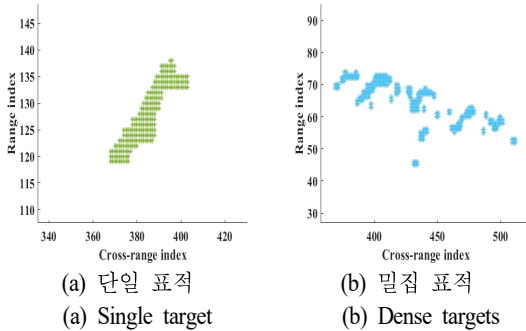 145
140
135
130
125
120
115
110
Range index
340 360 380 400 420
Cross-range index
90
80
70
60
50
40
30
Range index
400 450 500
Cross-range index
(a) 단일 표적
(a) Single target
(b) 밀집 표적
(b) Dense targets